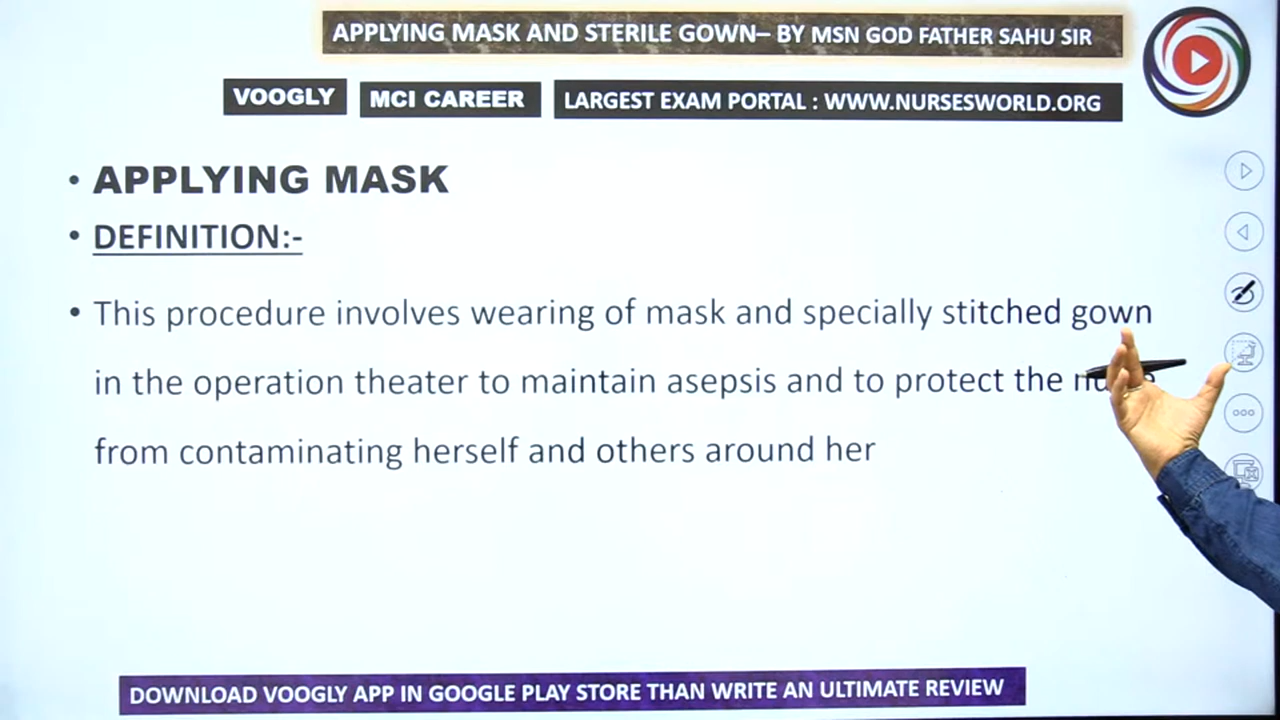 APPLYING MASK AND STERILE GOWN– BY MSN GOD FATHER SAHU SIR
VOOGLY
MCI CAREER
LARGEST EXAM PORTAL : WWW.NURSESWORLD.ORG
• APPLYING MASK
• DEFINITION:-
• This procedure involves wearing of mask and specially stitched gown
in the operation theater to maintain asepsis and to protect the
from contaminating herself and others around her
DOWNLOAD VOOGLY APP IN GOOGLE PLAY STORE THAN WRITE AN ULTIMATE REVIEW